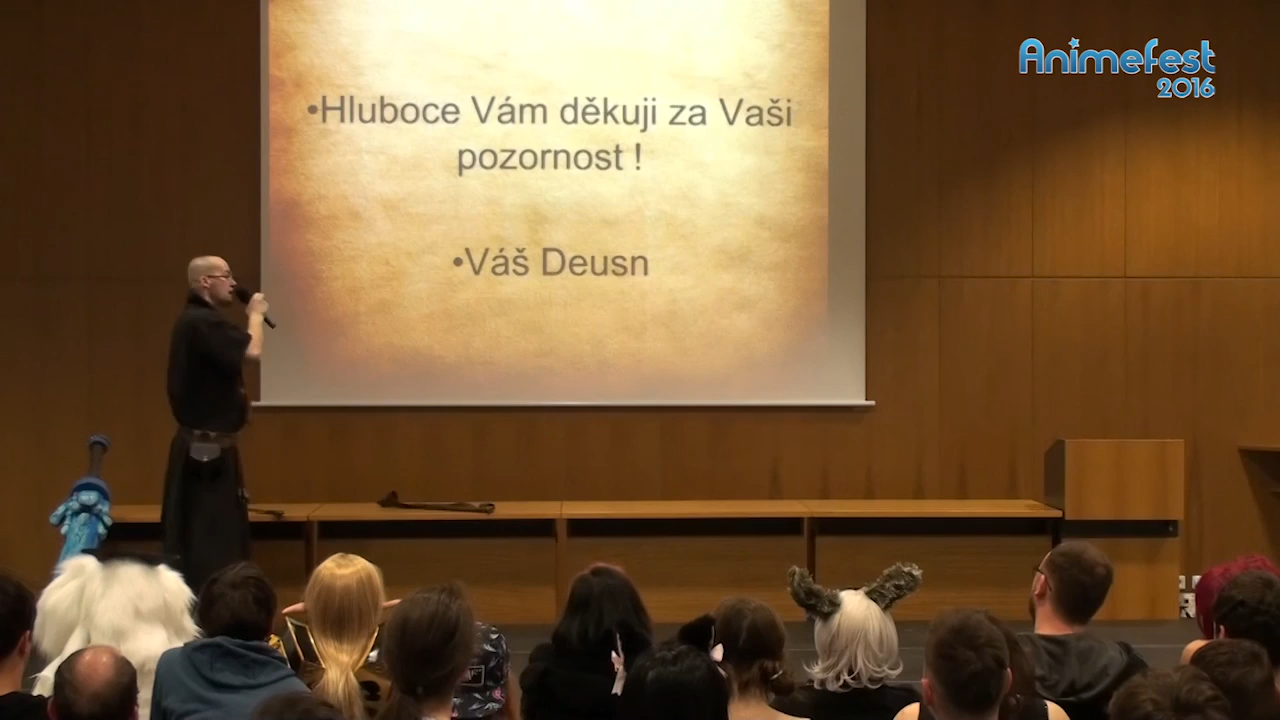 AnimeFest
2016
•Hluboce Vám děkuji za Vaši
pozornost !
•Váš Deusn